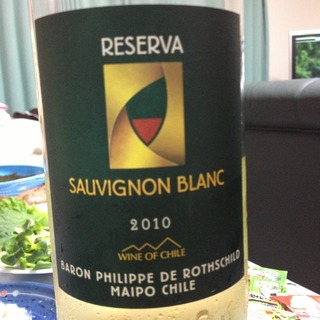 RESERVA
SAUVIGNON BLANC
2010
WINE OF CHILE
BARON PHILIPPE DE ROTHSCHILD
MAIPO CHILE